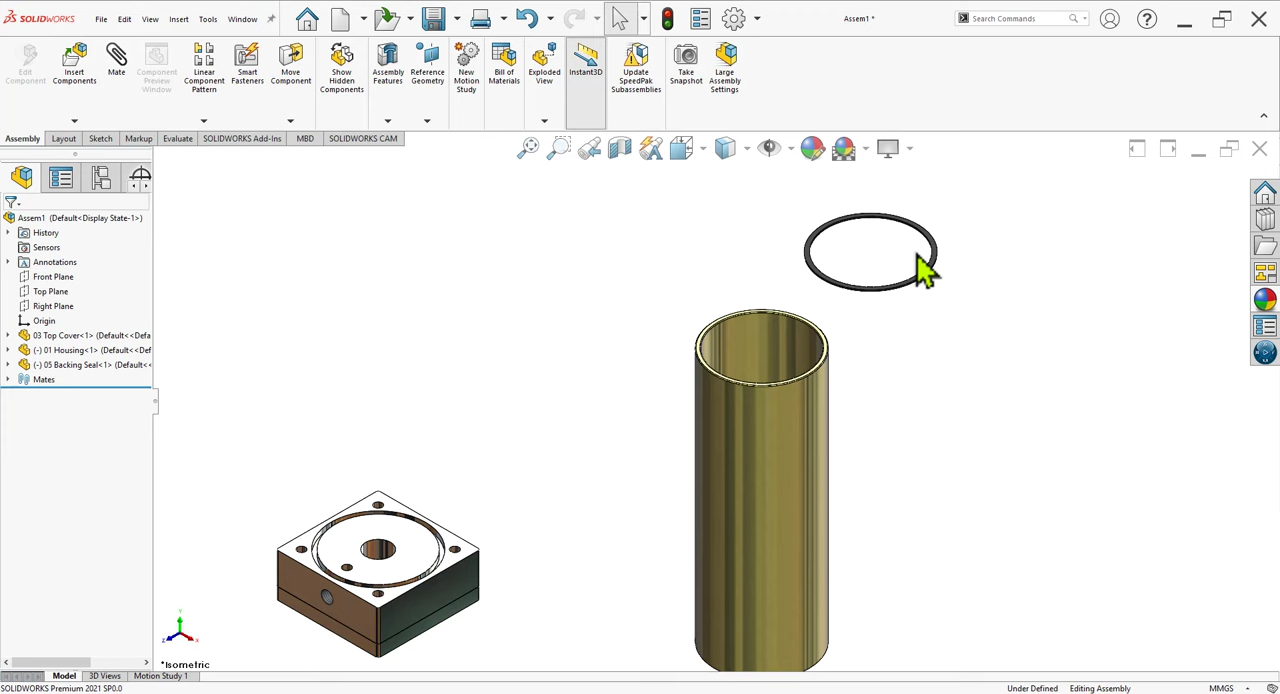 SOLIDWORKS File Edit View Insert Tools Window Assem1 * Search Commands
Edit Component
Insert Components
Mate
Component Preview Window
Linear Component Pattern
Smart Fasteners
Move Component
Show Hidden Components
Assembly Features
Reference Geometry
New Motion Study
Bill of Materials
Exploded View
Instant3D
Update SpeedPak Subassemblies
Take Snapshot
Large Assembly Settings
Assembly Layout Sketch Markup Evaluate SOLIDWORKS Add-Ins MBD SOLIDWORKS CAM
Assem1 (Default<Display State-1>)
History
Sensors
Annotations
Front Plane
Top Plane
Right Plane
Origin
03 Top Cover<1> (Default<<Defa
(-) 01 Housing<1> (Default<<Def
(-) 05 Backing Seal<1> (Default<<
Mates
Y
Z X
*Isometric
Model 3D Views Motion Study 1
SOLIDWORKS Premium 2021 SP0.0 Under Defined Editing Assembly MMGS